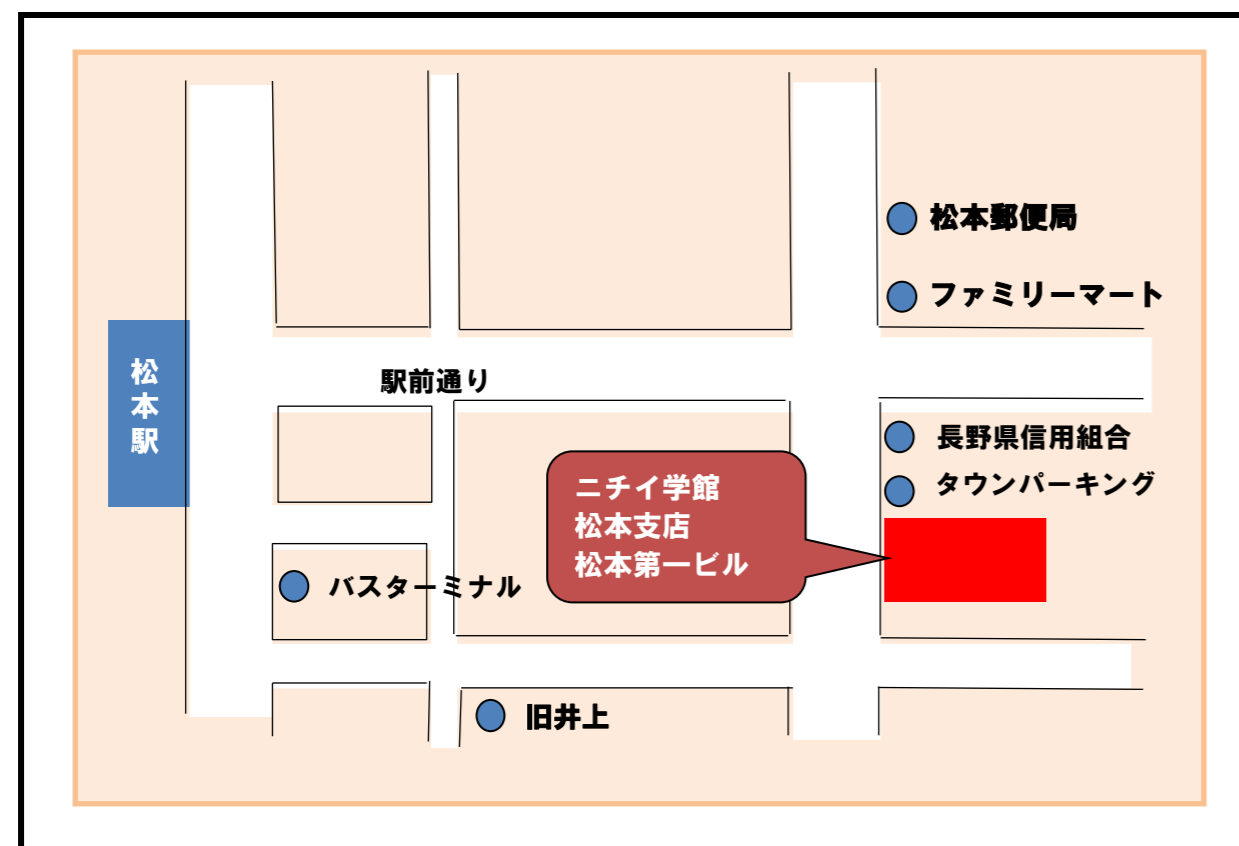 松本郵便局
ファミリーマート
松本駅
駅前通り
長野県信用組合
タウンパーキング
ニチイ学館
松本支店
松本第一ビル
バスターミナル
旧井上